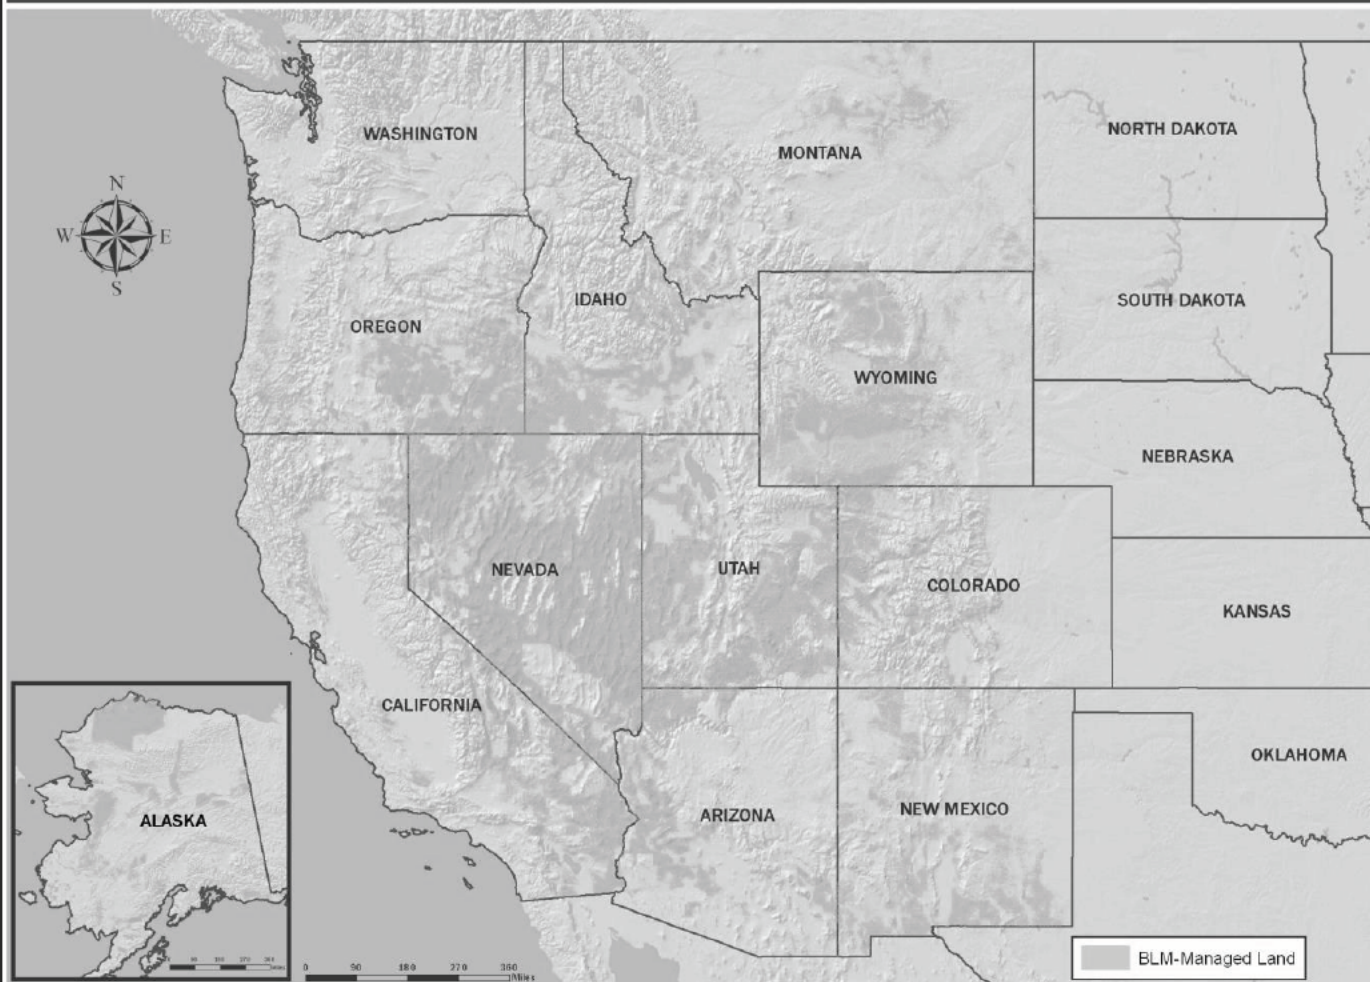 WASHINGTON
NORTH DAKOTA
MONTANA
N
W E
S
IDAHO
SOUTH DAKOTA
OREGON
WYOMING
NEBRASKA
NEVADA
UTAH
COLORADO
KANSAS
CALIFORNIA
OKLAHOMA
ARIZONA
NEW MEXICO
ALASKA
BLM-Managed Land
0 90 180 270 360
Miles